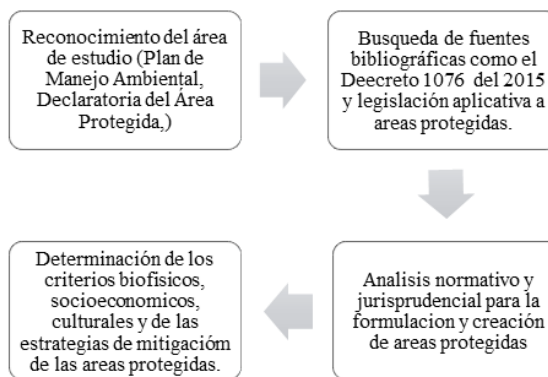 Reconocimiento del área
de estudio (Plan de
Manejo Ambiental,
Declaratoria del Área
Protegida,)
Busqueda de fuentes
bibliográficas como el
Deecreto 1076 del 2015
y legislación aplicativa a
areas protegidas.
Analisis normativo y
jurisprudencial para la
formulacion y creación
de areas protegidas
Determinación de los
criterios biofísicos,
socioeconomicos,
culturales y de las
estrategias de mitigacióm
de las areas protegidas.